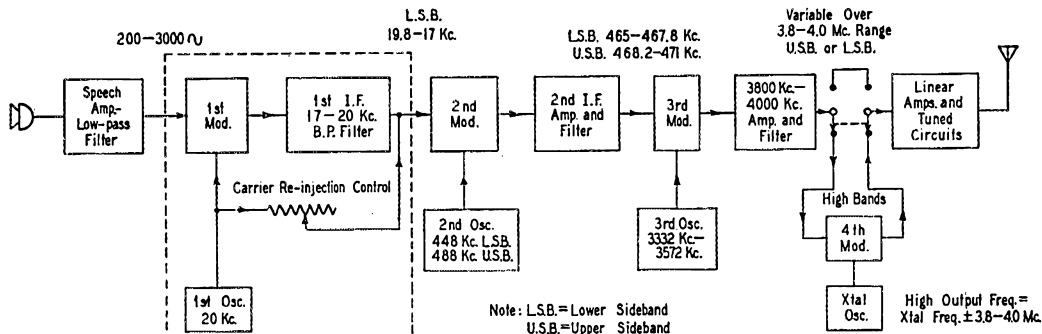 L.S.B.
19.8-17 Kc.
200-3000∿
L.S.B. 465-467.8 Kc.
U.S.B. 468.2-471 Kc.
Variable Over
3.8-4.0 Mc. Range
U.S.B. or L.S.B.
Speech
Amp.-
Low-pass
Filter
1st
Mod.
1st I.F.
17-20 Kc.
B.P. Filter
2nd
Mod.
2nd I.F.
Amp. and
Filter
3rd
Mod.
3800 Kc.-
4000 Kc.
Amp. and
Filter
Linear
Amps. and
Tuned
Circuits
Carrier Re-injection Control
High Bands
2nd Osc.
448 Kc. L.S.B.
488 Kc. U.S.B.
3rd Osc.
3332 Kc.-
3572 Kc.
4th
Mod.
1st Osc.
20 Kc.
Note: L.S.B.=Lower Sideband
U.S.B.=Upper Sideband
Xtal
Osc.
High Output Freq.=
Xtal Freq. ± 3.8-4.0 Mc.